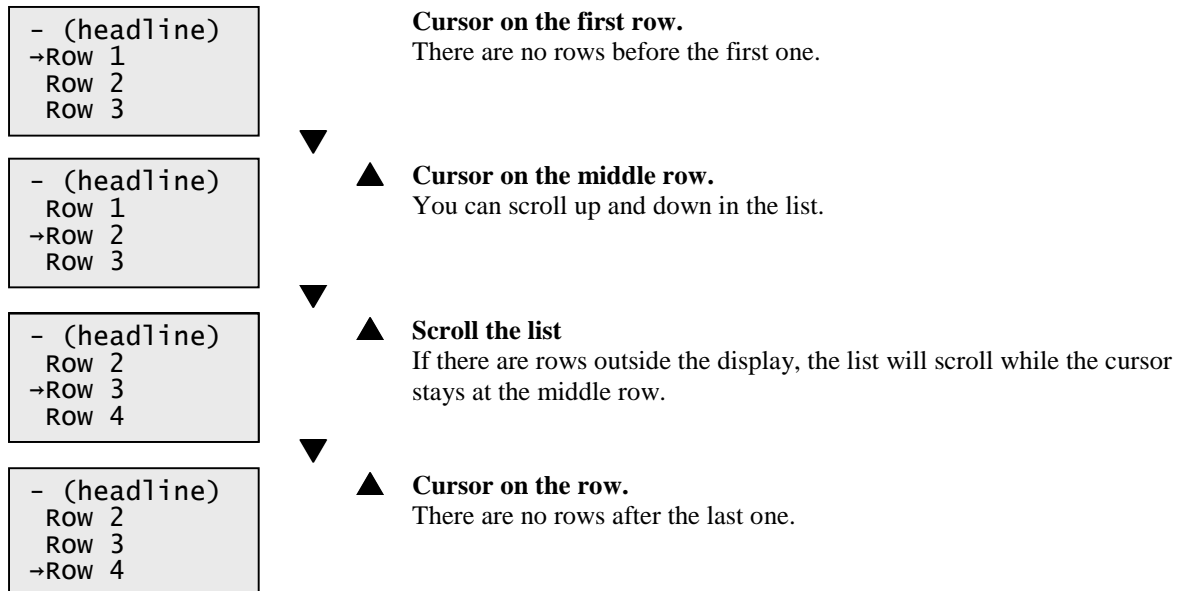 – (headline)
→Row 1
Row 2
Row 3
Cursor on the first row.
There are no rows before the first one.
▼
– (headline)
Row 1
→Row 2
Row 3
▲ Cursor on the middle row.
You can scroll up and down in the list.
▼
– (headline)
Row 2
→Row 3
Row 4
▲ Scroll the list
If there are rows outside the display, the list will scroll while the cursor
stays at the middle row.
▼
– (headline)
Row 2
Row 3
→Row 4
▲ Cursor on the row.
There are no rows after the last one.